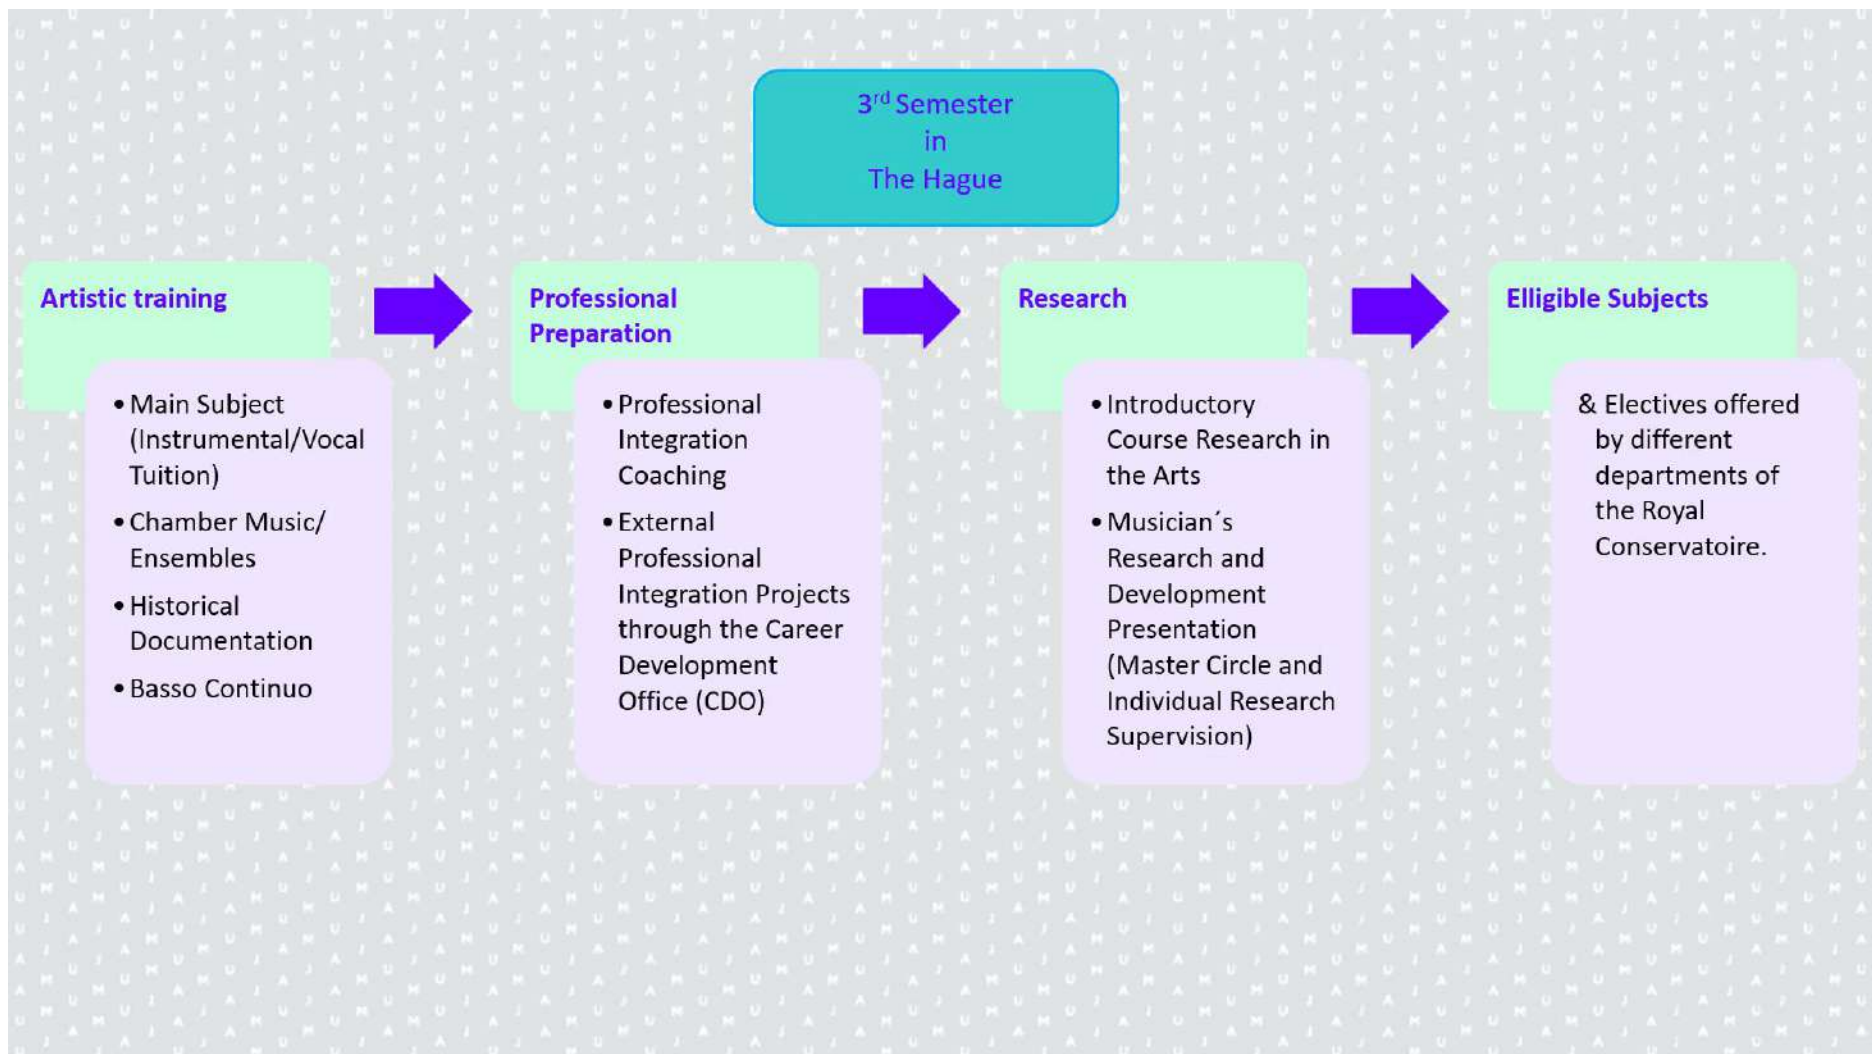 3rd Semester
in
The Hague
Artistic training
• Main Subject
(Instrumental/Vocal
Tuition)
• Chamber Music/
Ensembles
• Historical
Documentation
• Basso Continuo
Professional
Preparation
• Professional
Integration
Coaching
• External
Professional
Integration Projects
through the Career
Development
Office (CDO)
Research
• Introductory
Course Research in
the Arts
• Musician´s
Research and
Development
Presentation
(Master Circle and
Individual Research
Supervision)
Elligible Subjects
& Electives offered
by different
departments of
the Royal
Conservatoire.